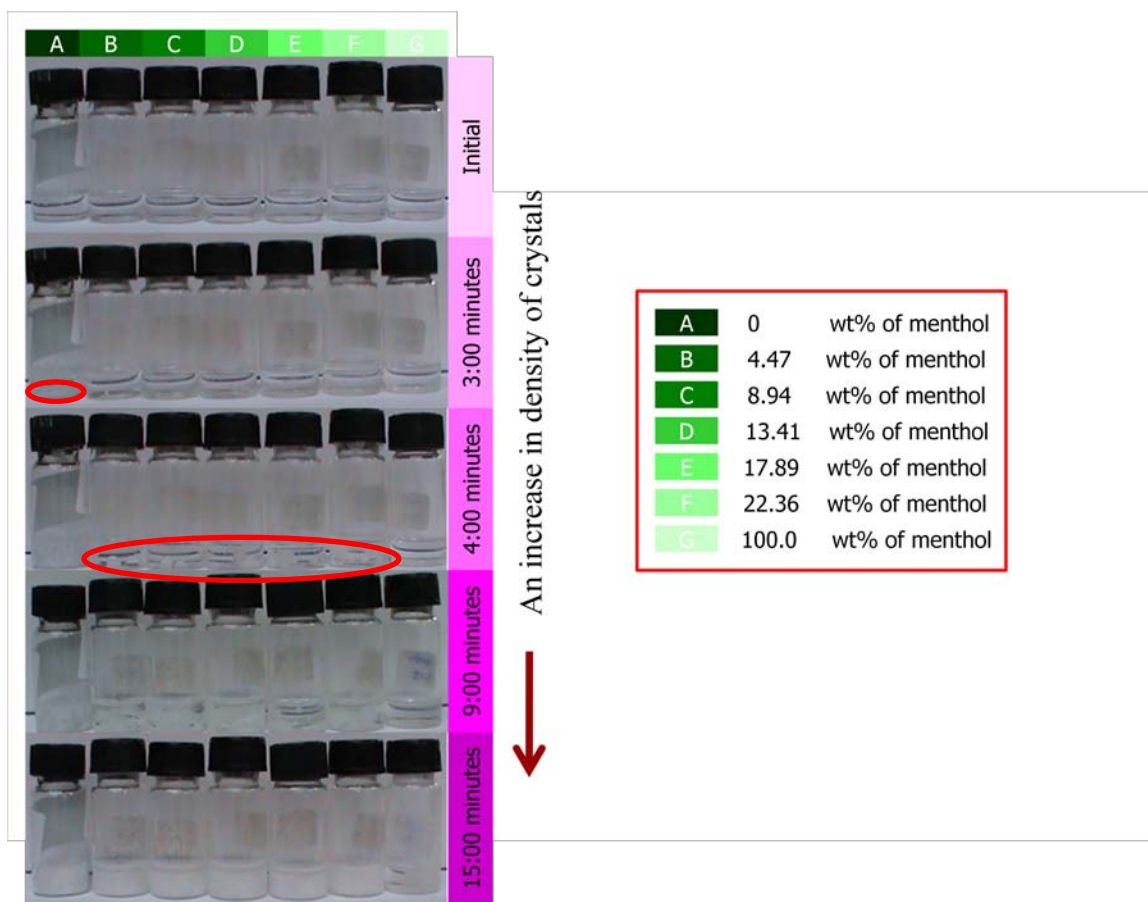 A B C D E F G
Initial
3:00 minutes
4:00 minutes
9:00 minutes
15:00 minutes
An increase in density of crystals
A 0 wt% of menthol
B 4.47 wt% of menthol
C 8.94 wt% of menthol
D 13.41 wt% of menthol
E 17.89 wt% of menthol
F 22.36 wt% of menthol
G 100.0 wt% of menthol